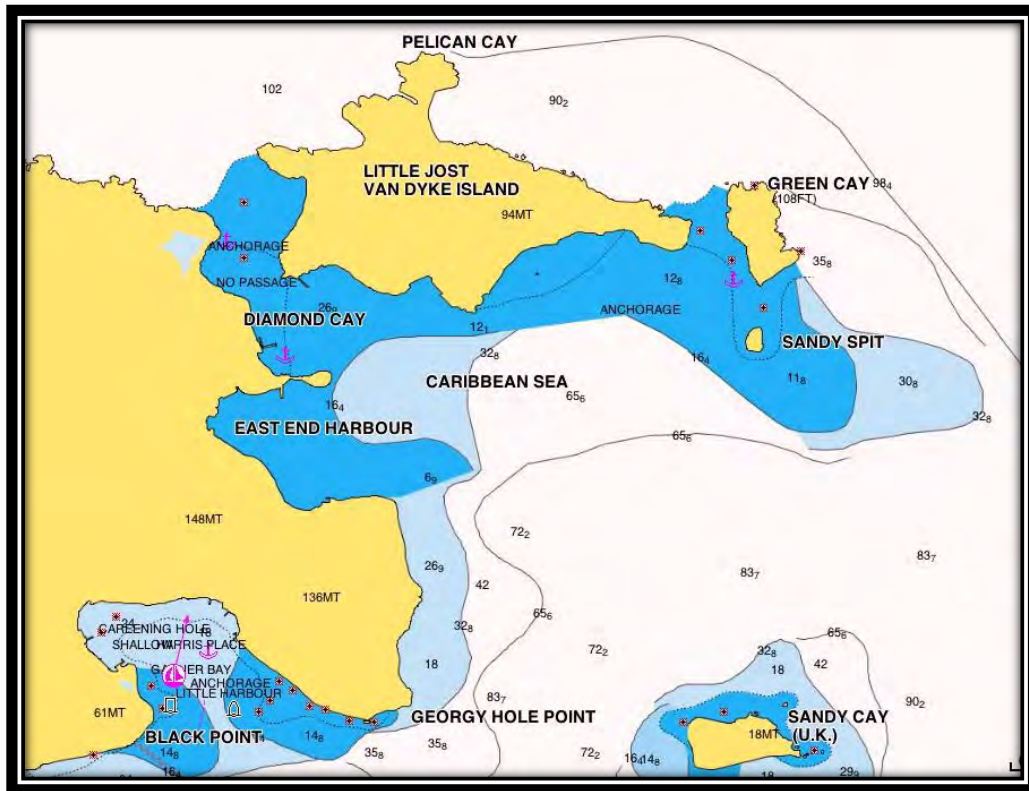 PELICAN CAY
102
90₂
LITTLE JOST
VAN DYKE ISLAND
GREEN CAY
98₄
(108FT)
94MT
ANCHORAGE
35₈
NO PASSAGE
12₈
DIAMOND CAY
ANCHORAGE
12₁
SANDY SPIT
32₈
16₄
CARIBBEAN SEA
11₈
30₈
65₆
16₄
32₈
EAST END HARBOUR
65₆
6₉
148MT
72₂
83₇
83₇
26₉
42
136MT
65₆
32₈
CAREENING HOLE
HARRIS PLACE
65₆
72₂
32₈
42
18
18
ANCHORAGE
LITTLE HARBOUR
83₇
90₂
61MT
GEORGY HOLE POINT
SANDY CAY
(U.K.)
BLACK POINT
14₈
18MT
35₈
14₈
35₈
72₂
16₄
14₈
16₄
18
29₉